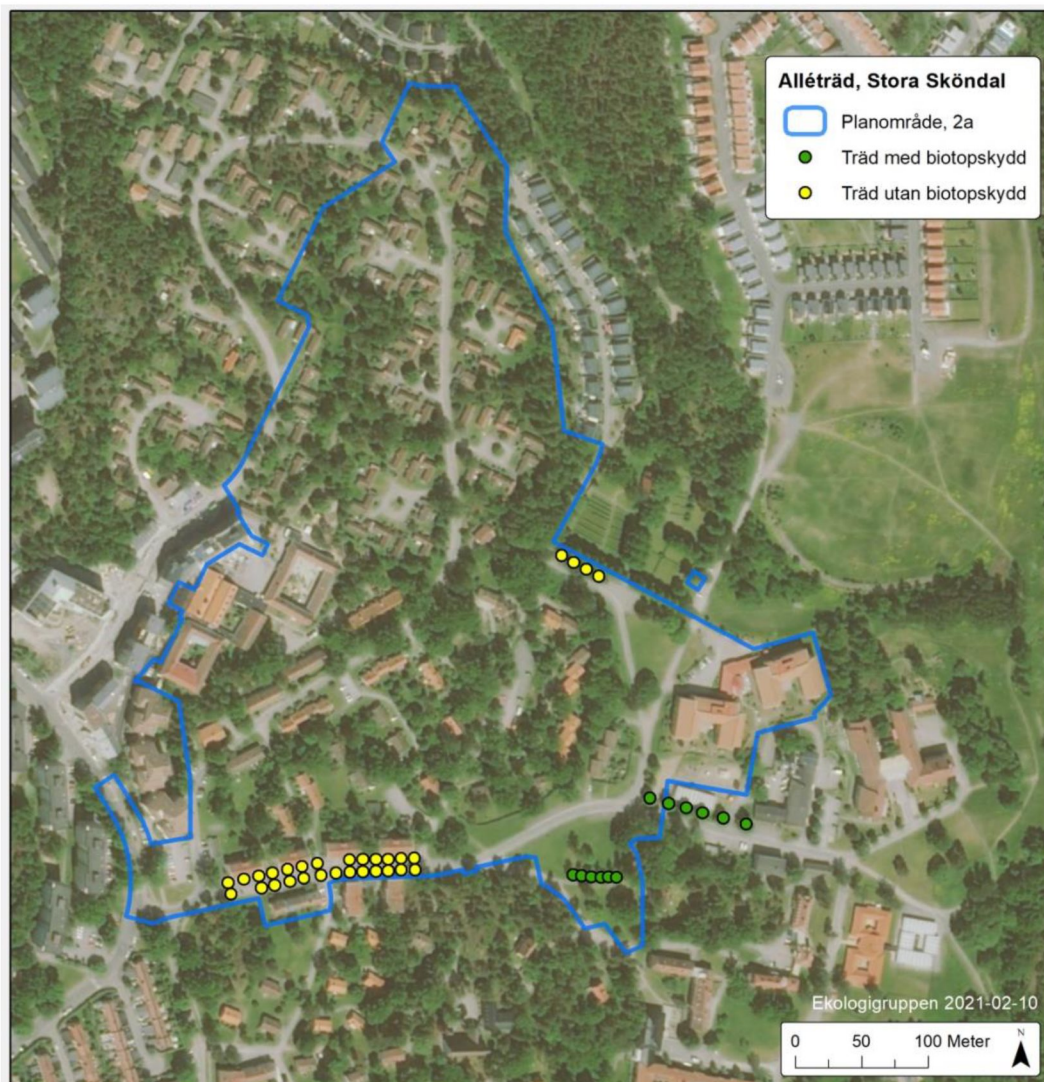 Alléträd, Stora Sköndal
Planområde, 2a
Träd med biotopskydd
Träd utan biotopskydd
Ekologigruppen 2021-02-10
0 50 100 Meter
N